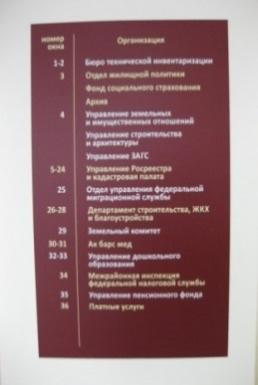 номер
окна
Организация
1-2 Бюро технической инвентаризации
3 Отдел жилищной политики
Фонд социального страхования
Архив
4 Управление земельных
и имущественных отношений
Управление строительства
и архитектуры
Управление ЗАГС
5-24 Управление Росреестра
и кадастровая палата
25 Отдел управления федеральной
миграционной службы
26-28 Департамент строительства, ЖКХ
и благоустройства
29 Земельный комитет
30-31 Ак барс мед
32-33 Управление дошкольного
образования
34 Межрайонная инспекция
федеральной налоговой службы
35 Управление пенсионного фонда
36 Платные услуги